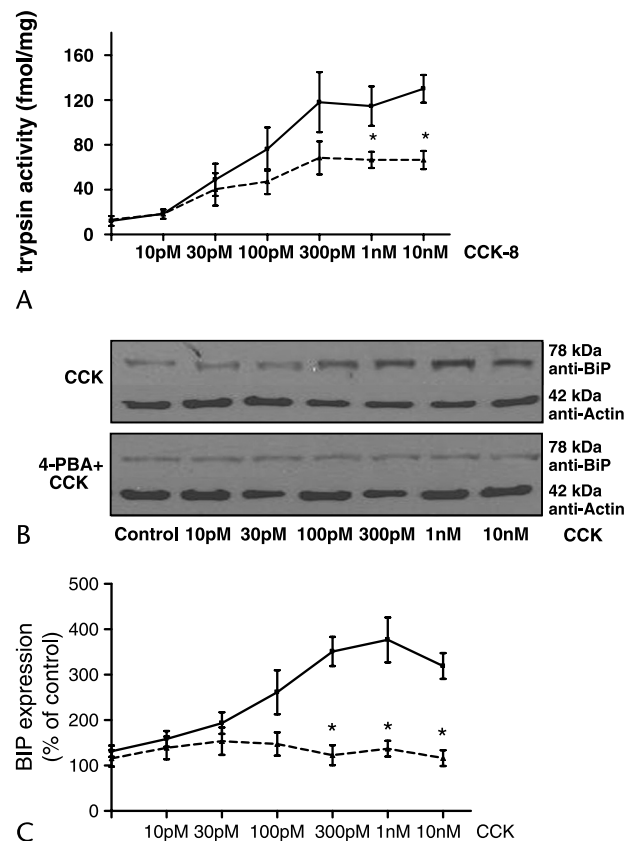 trypsin activity (fmol/mg)
160
120
80
40
0
* *
10pM 30pM 100pM 300pM 1nM 10nM CCK-8
A
CCK
78 kDa
anti-BiP
42 kDa
anti-Actin
4-PBA+
CCK
78 kDa
anti-BiP
42 kDa
anti-Actin
B
Control 10pM 30pM 100pM 300pM 1nM 10nM CCK
BIP expression
(% of control)
500
400
300
200
100
0
* * *
10pM 30pM 100pM 300pM 1nM 10nM CCK
C